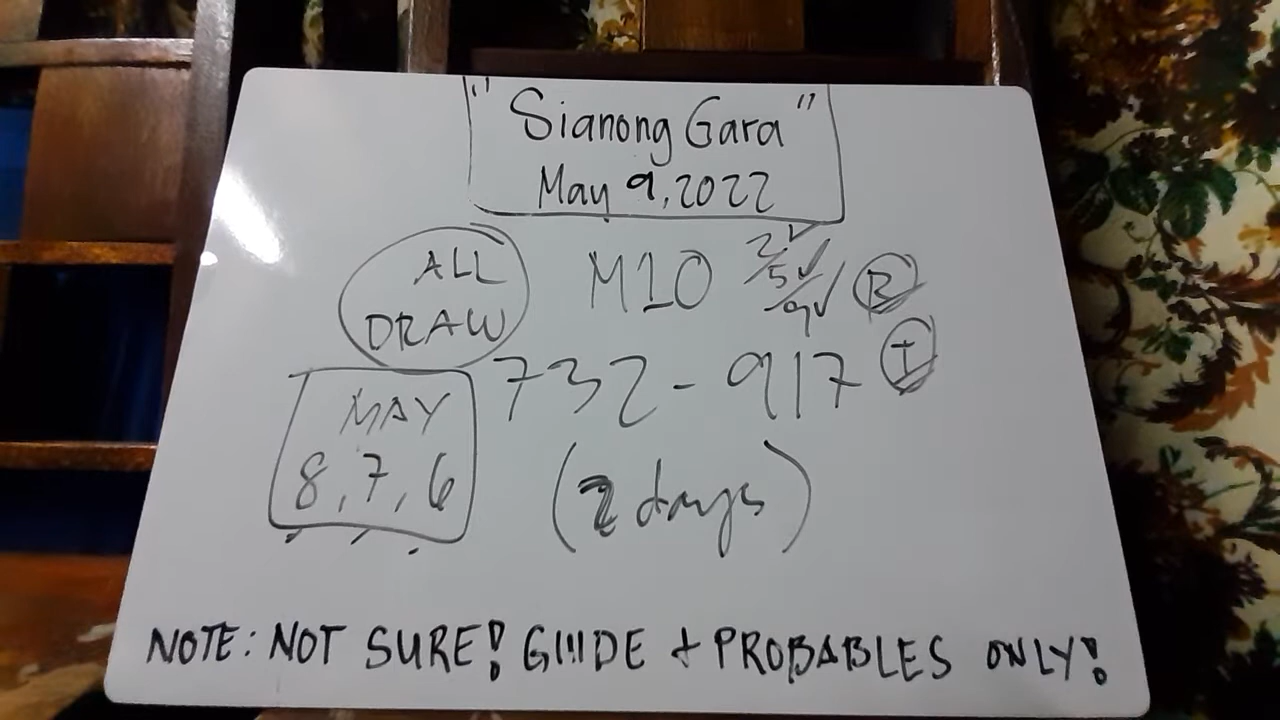 "Sianong Gara"
May 9, 2022
ALL
DRAW
M10 2/5/9 R
732-917 T
MAY
8, 7, 6
(2 days)
NOTE: NOT SURE! GUIDE + PROBABLES ONLY!